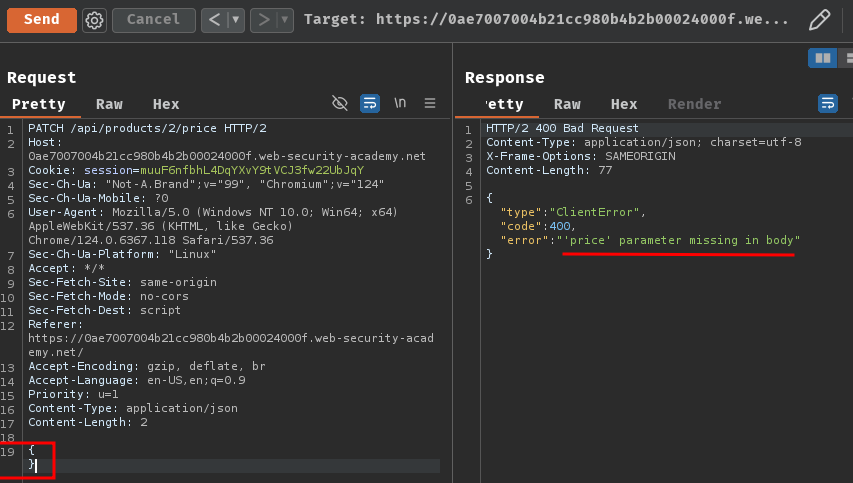 Send Cancel < > Target: https://0ae7007004b21cc980b4b2b00024000f.we...
Request
Pretty Raw Hex \n
1 PATCH /api/products/2/price HTTP/2
2 Host:
0ae7007004b21cc980b4b2b00024000f.web-security-academy.net
3 Cookie: session=muuF6nfbhL4DqYXvY9tVCJ3fw22UbJqY
4 Sec-Ch-Ua: "Not-A.Brand";v="99", "Chromium";v="124"
5 Sec-Ch-Ua-Mobile: ?0
6 User-Agent: Mozilla/5.0 (Windows NT 10.0; Win64; x64)
AppleWebKit/537.36 (KHTML, like Gecko)
Chrome/124.0.6367.118 Safari/537.36
7 Sec-Ch-Ua-Platform: "Linux"
8 Accept: */*
9 Sec-Fetch-Site: same-origin
10 Sec-Fetch-Mode: no-cors
11 Sec-Fetch-Dest: script
12 Referer:
https://0ae7007004b21cc980b4b2b00024000f.web-security-acad
emy.net/
13 Accept-Encoding: gzip, deflate, br
14 Accept-Language: en-US,en;q=0.9
15 Priority: u=1
16 Content-Type: application/json
17 Content-Length: 2
18
19 {
}
Response
retty Raw Hex Render
1 HTTP/2 400 Bad Request
2 Content-Type: application/json; charset=utf-8
3 X-Frame-Options: SAMEORIGIN
4 Content-Length: 77
5
6 {
"type":"ClientError",
"code":400,
"error":"'price' parameter missing in body"
}